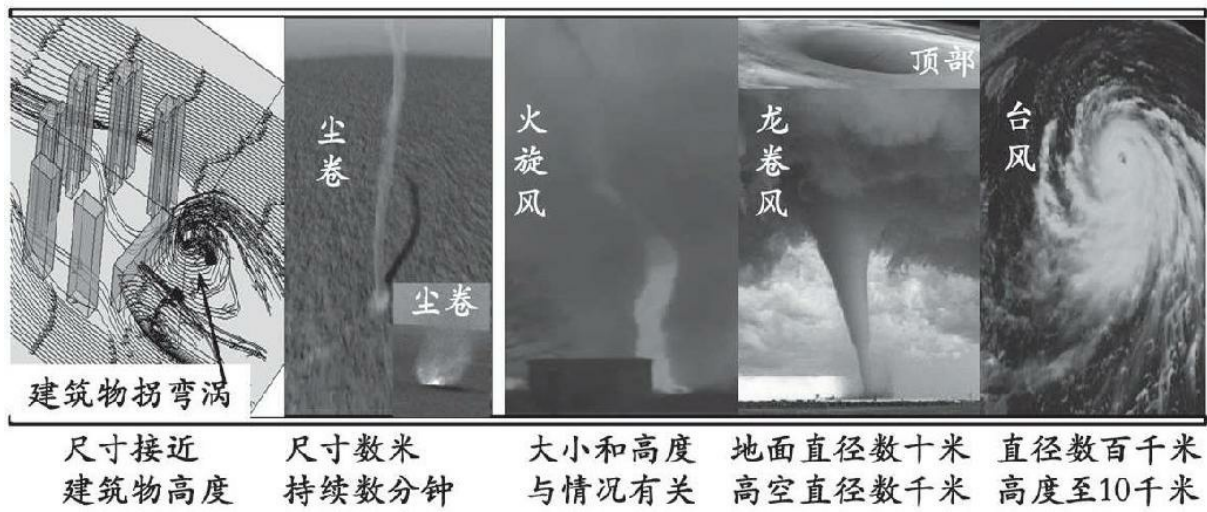 建筑物拐弯涡
尘卷
尘卷
火旋风
龙卷风
顶部
台风
尺寸接近
建筑物高度
尺寸数米
持续数分钟
大小和高度
与情况有关
地面直径数十米
高空直径数千米
直径数百千米
高度至10千米